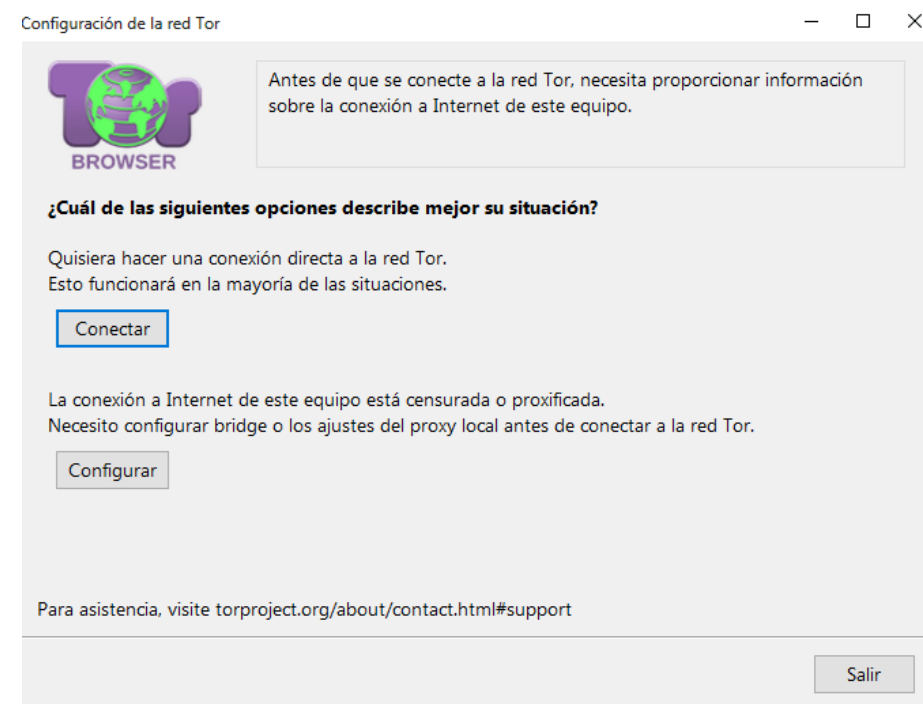 Configuración de la red Tor
Tor
BROWSER
Antes de que se conecte a la red Tor, necesita proporcionar información
sobre la conexión a Internet de este equipo.
¿Cuál de las siguientes opciones describe mejor su situación?
Quisiera hacer una conexión directa a la red Tor.
Esto funcionará en la mayoría de las situaciones.
Conectar
La conexión a Internet de este equipo está censurada o proxificada.
Necesito configurar bridge o los ajustes del proxy local antes de conectar a la red Tor.
Configurar
Para asistencia, visite torproject.org/about/contact.html#support
Salir